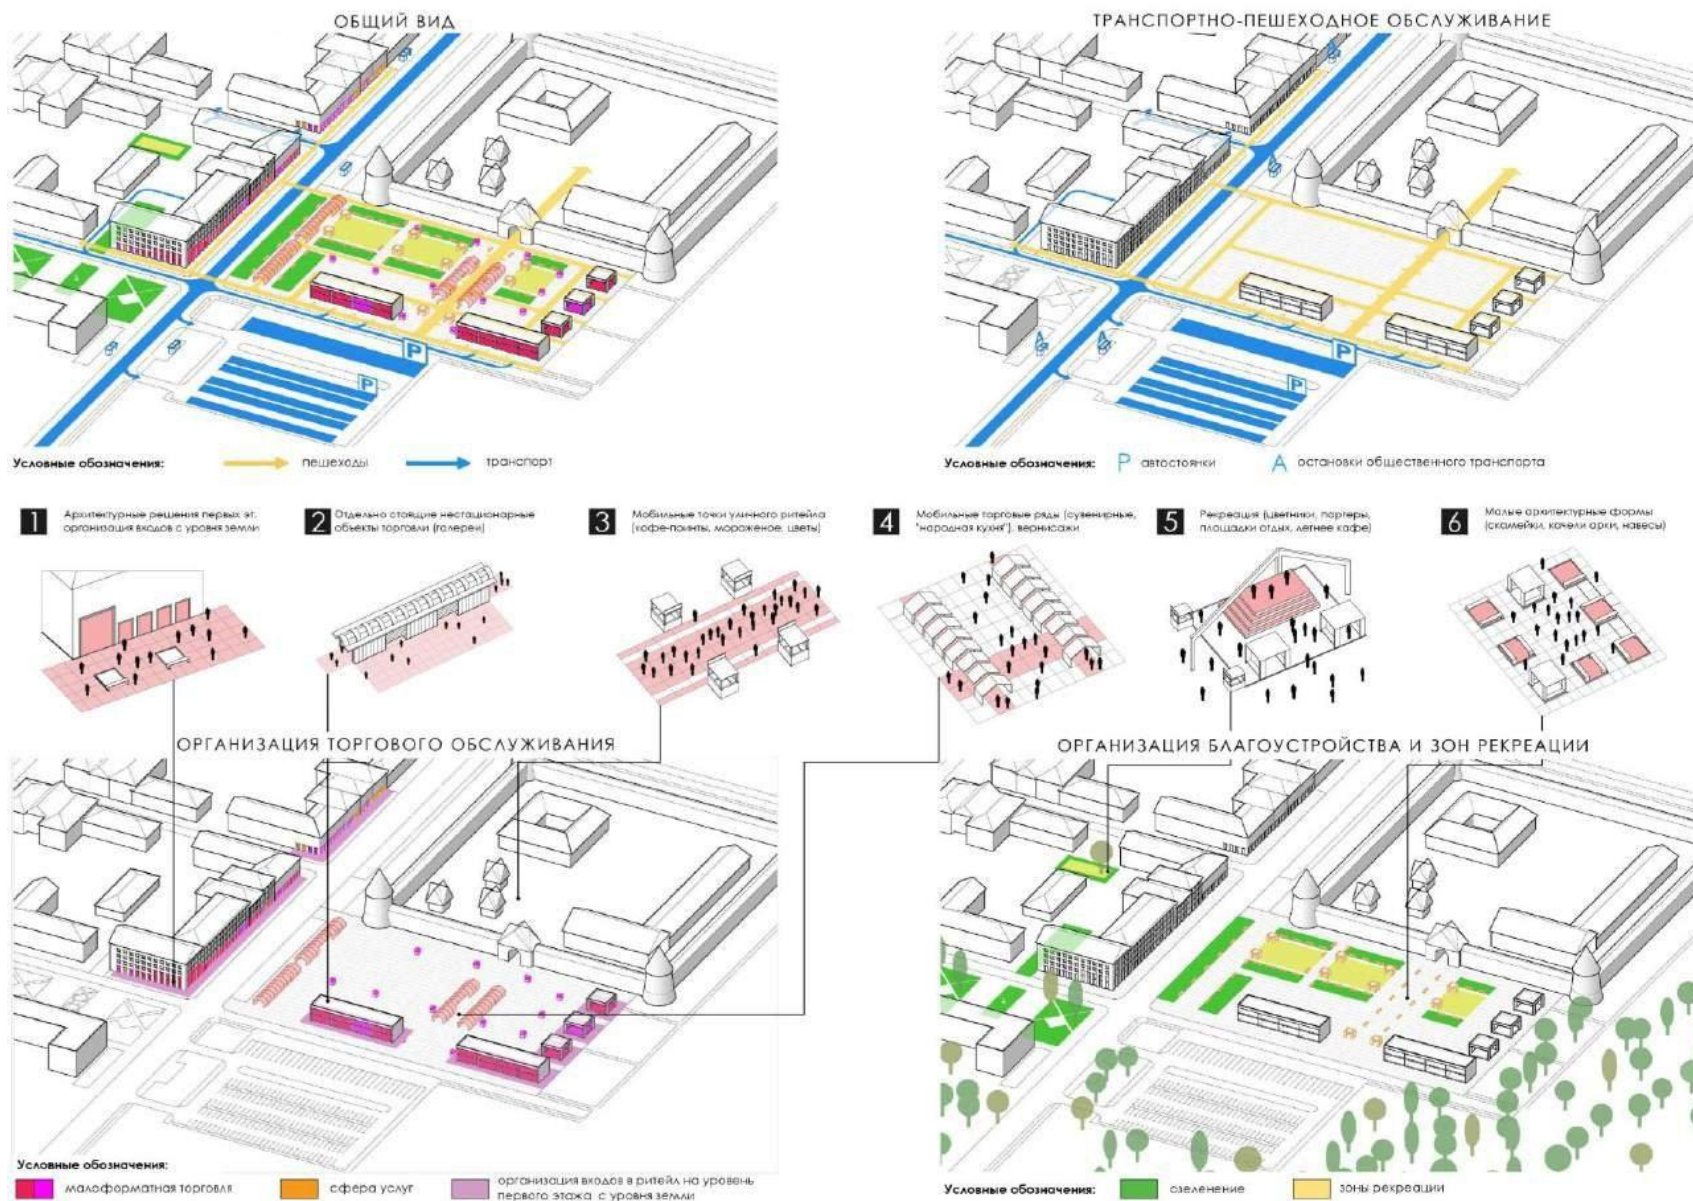 ОБЩИЙ ВИД
ТРАНСПОРТНО-ПЕШЕХОДНОЕ ОБСЛУЖИВАНИЕ
P
P
P
P
Условные обозначения:
пешеходы
транспорт
Условные обозначения:
P автостоянки
A остановки общественного транспорта
1 Архитектурные решения первых эт.
организация входов с уровня земли
2 Отдельно стоящие нестационарные
объекты торговли (галереи)
3 Мобильные точки уличного ритейла
(кофе-поинты, мороженое, цветы)
4 Мобильные торговые ряды (сувенирные,
"народная кухня"), вернисажи
5 Рекреация (цветники, партеры,
площадки отдых, летнее кафе)
6 Малые архитектурные формы
(скамейки, качели арки, навесы)
ОРГАНИЗАЦИЯ ТОРГОВОГО ОБСЛУЖИВАНИЯ
ОРГАНИЗАЦИЯ БЛАГОУСТРОЙСТВА И ЗОН РЕКРЕАЦИИ
Условные обозначения:
малоформатная торговля
сфера услуг
организация входов в ритейл на уровень
первого этажа с уровня земли
Условные обозначения:
озеленение
зоны рекреации